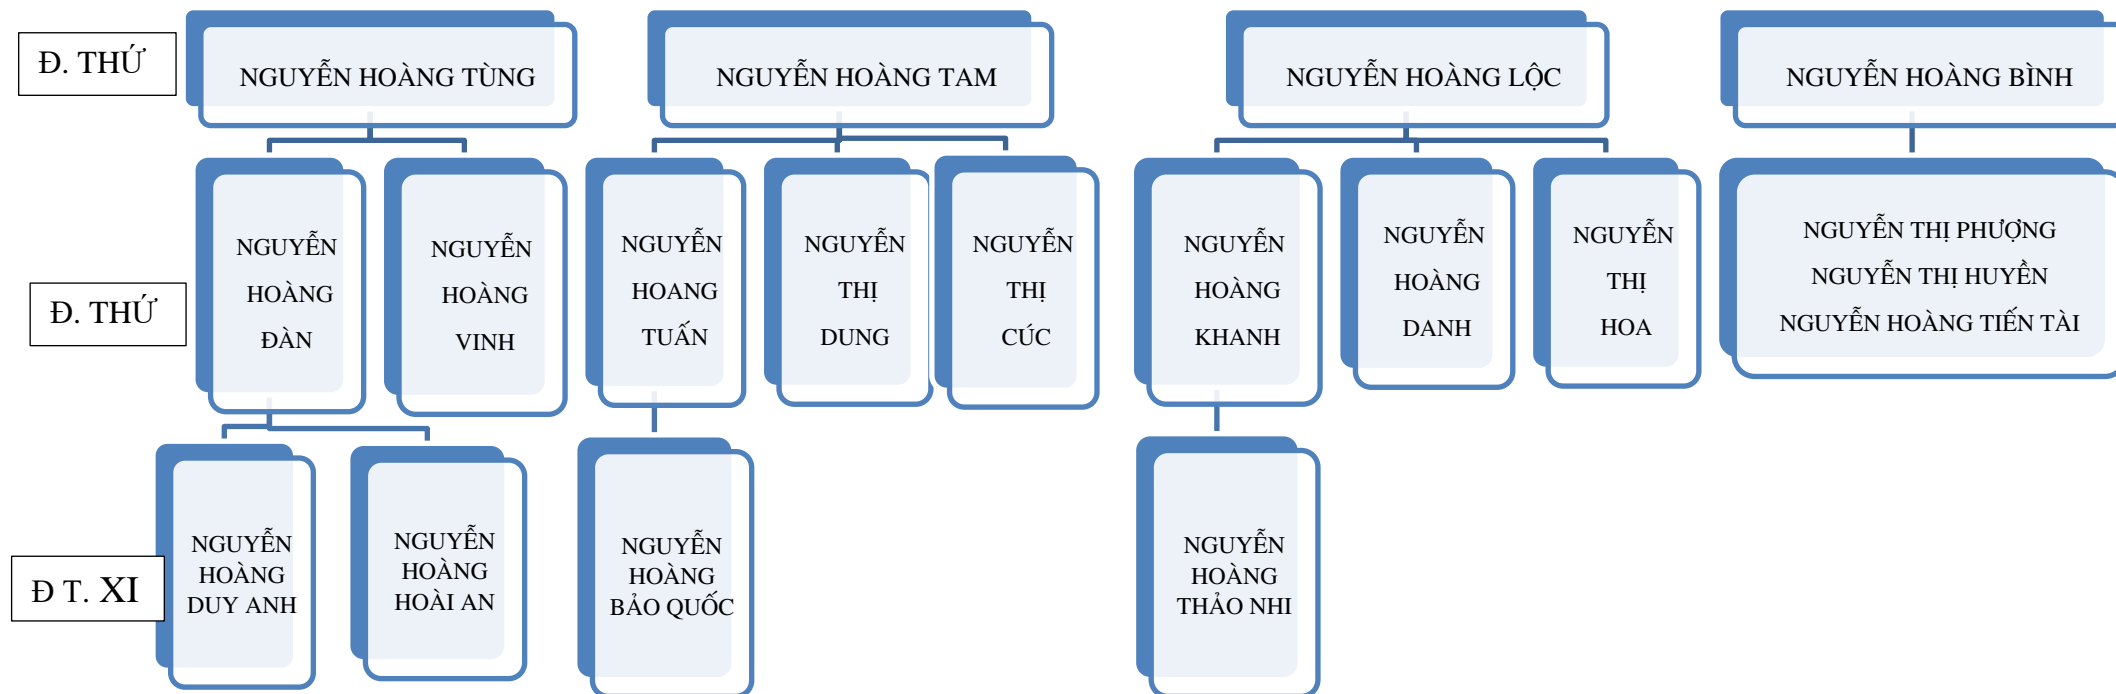 Đ. THỨ
NGUYỄN HOÀNG TÙNG
NGUYỄN HOÀNG TAM
NGUYỄN HOÀNG LỘC
NGUYỄN HOÀNG BÌNH
Đ. THỨ
NGUYỄN
HOÀNG
ĐÀN
NGUYỄN
HOÀNG
VINH
NGUYỄN
HOANG
TUẤN
NGUYỄN
THỊ
DUNG
NGUYỄN
THỊ
CÚC
NGUYỄN
HOÀNG
KHANH
NGUYỄN
HOÀNG
DANH
NGUYỄN
THỊ
HOA
NGUYỄN THỊ PHƯỢNG
NGUYỄN THỊ HUYỀN
NGUYỄN HOÀNG TIẾN TÀI
Đ T. XI
NGUYỄN
HOÀNG
DUY ANH
NGUYỄN
HOÀNG
HOÀI AN
NGUYỄN
HOÀNG
BẢO QUỐC
NGUYỄN
HOÀNG
THẢO NHI